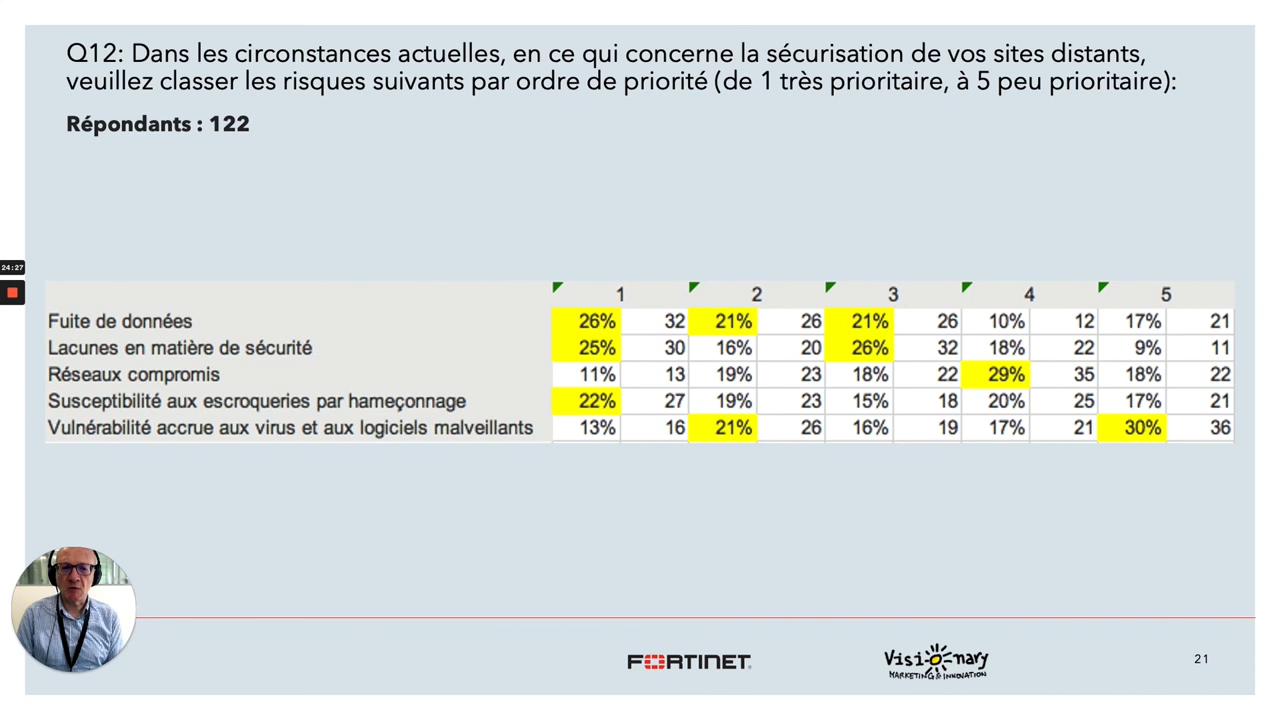 Q12: Dans les circonstances actuelles, en ce qui concerne la sécurisation de vos sites distants,
veuillez classer les risques suivants par ordre de priorité (de 1 très prioritaire, à 5 peu prioritaire):
Répondants : 122
24:27
1 2 3 4 5
Fuite de données 26% 32 21% 26 21% 26 10% 12 17% 21
Lacunes en matière de sécurité 25% 30 16% 20 26% 32 18% 22 9% 11
Réseaux compromis 11% 13 19% 23 18% 22 29% 35 18% 22
Susceptibilité aux escroqueries par hameçonnage 22% 27 19% 23 15% 18 20% 25 17% 21
Vulnérabilité accrue aux virus et aux logiciels malveillants 13% 16 21% 26 16% 19 17% 21 30% 36
FORTINET
Visionary
MARKETING & INNOVATION
21